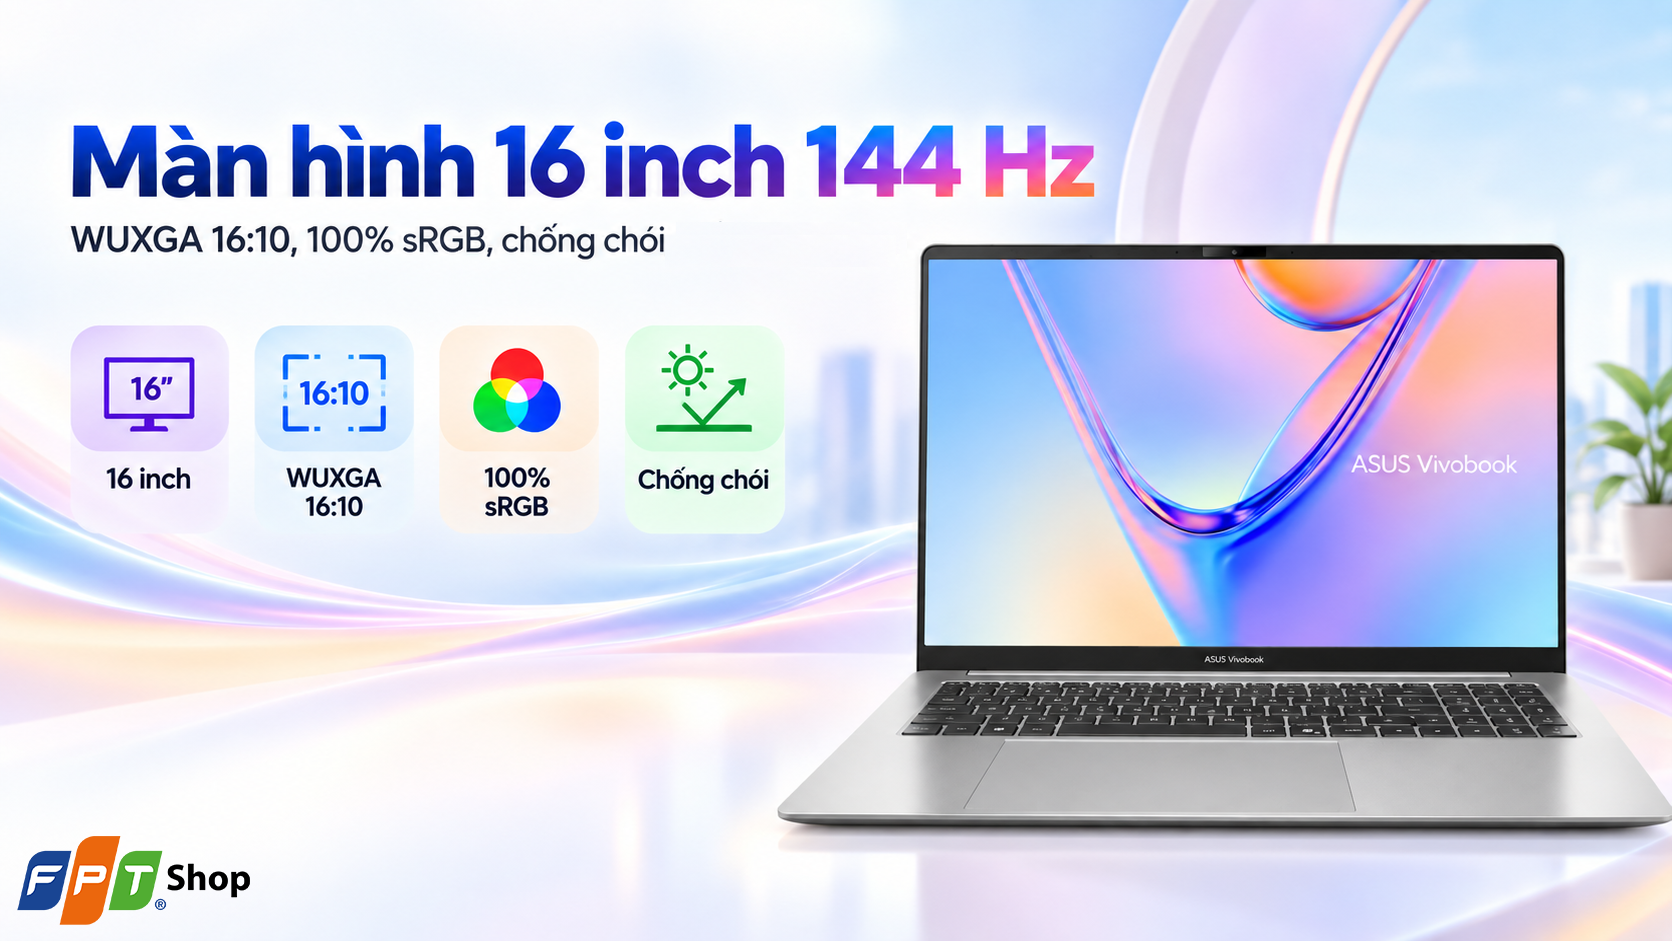 Màn hình 16 inch 144 Hz
WUXGA 16:10, 100% sRGB, chống chói
16”
16:10
16 inch
WUXGA
16:10
100%
sRGB
Chống chói
ASUS Vivobook
ASUS Vivobook
FPT® Shop